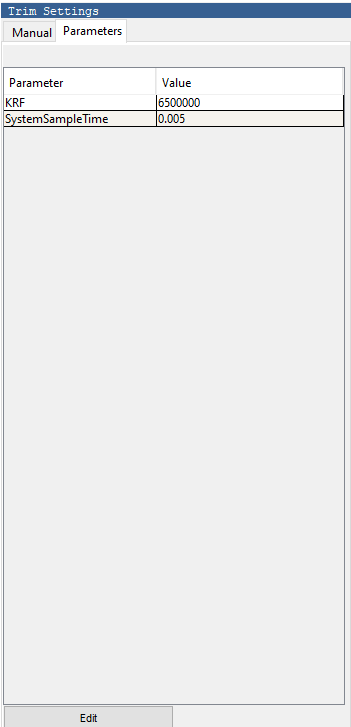 Trim Settings
Manual Parameters
Parameter Value
KRF 6500000
SystemSampleTime 0.005
Edit